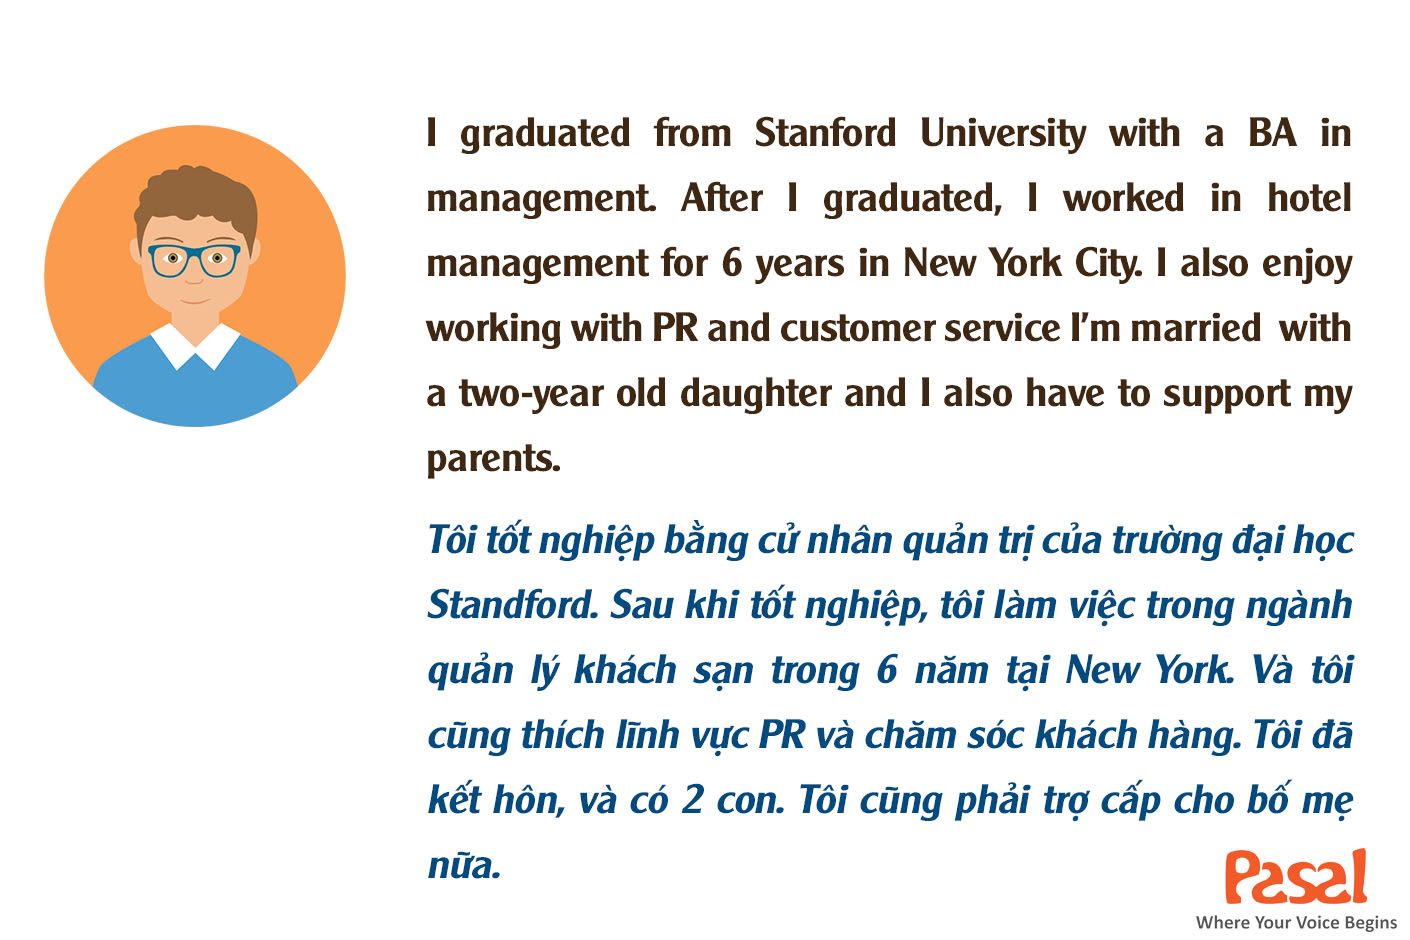 I graduated from Stanford University with a BA in
management. After I graduated, I worked in hotel
management for 6 years in New York City. I also enjoy
working with PR and customer service I’m married with
a two-year old daughter and I also have to support my
parents.
Tôi tốt nghiệp bằng cử nhân quản trị của trường đại học
Standford. Sau khi tốt nghiệp, tôi làm việc trong ngành
quản lý khách sạn trong 6 năm tại New York. Và tôi
cũng thích lĩnh vực PR và chăm sóc khách hàng. Tôi đã
kết hôn, và có 2 con. Tôi cũng phải trợ cấp cho bố mẹ
nữa.
Pasal
Where Your Voice Begins